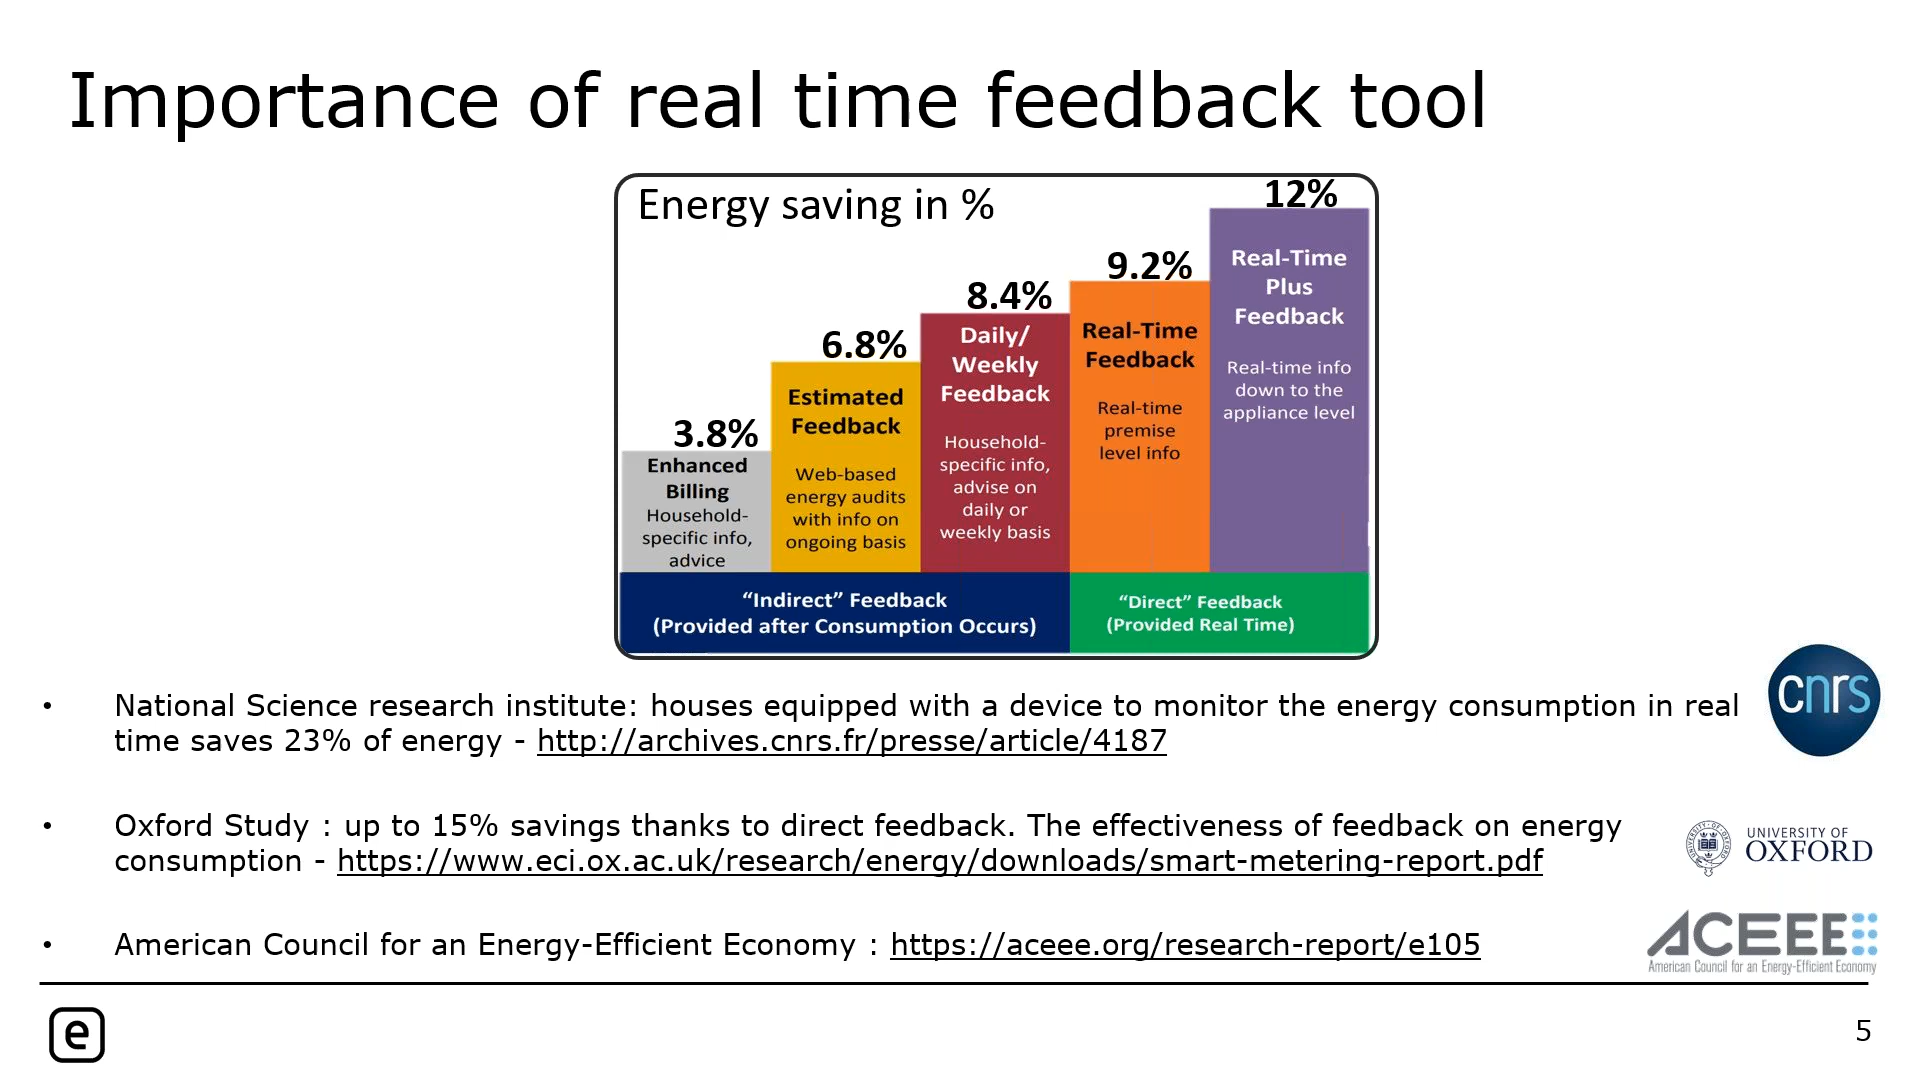 Importance of real time feedback tool
Energy saving in %
12%
9.2%
8.4%
6.8%
3.8%
Enhanced
Billing
Household-
specific info,
advice
Estimated
Feedback
Web-based
energy audits
with info on
ongoing basis
Daily/
Weekly
Feedback
Household-
specific info,
advise on
daily or
weekly basis
Real-Time
Feedback
Real-time
premise
level info
Real-Time
Plus
Feedback
Real-time info
down to the
appliance level
“Indirect” Feedback
(Provided after Consumption Occurs)
“Direct” Feedback
(Provided Real Time)
• National Science research institute: houses equipped with a device to monitor the energy consumption in real
time saves 23% of energy - http://archives.cnrs.fr/presse/article/4187
cnrs
• Oxford Study : up to 15% savings thanks to direct feedback. The effectiveness of feedback on energy
consumption - https://www.eci.ox.ac.uk/research/energy/downloads/smart-metering-report.pdf
UNIVERSITY OF
OXFORD
• American Council for an Energy-Efficient Economy : https://aceee.org/research-report/e105
ACEEE
American Council for an Energy-Efficient Economy
e
5